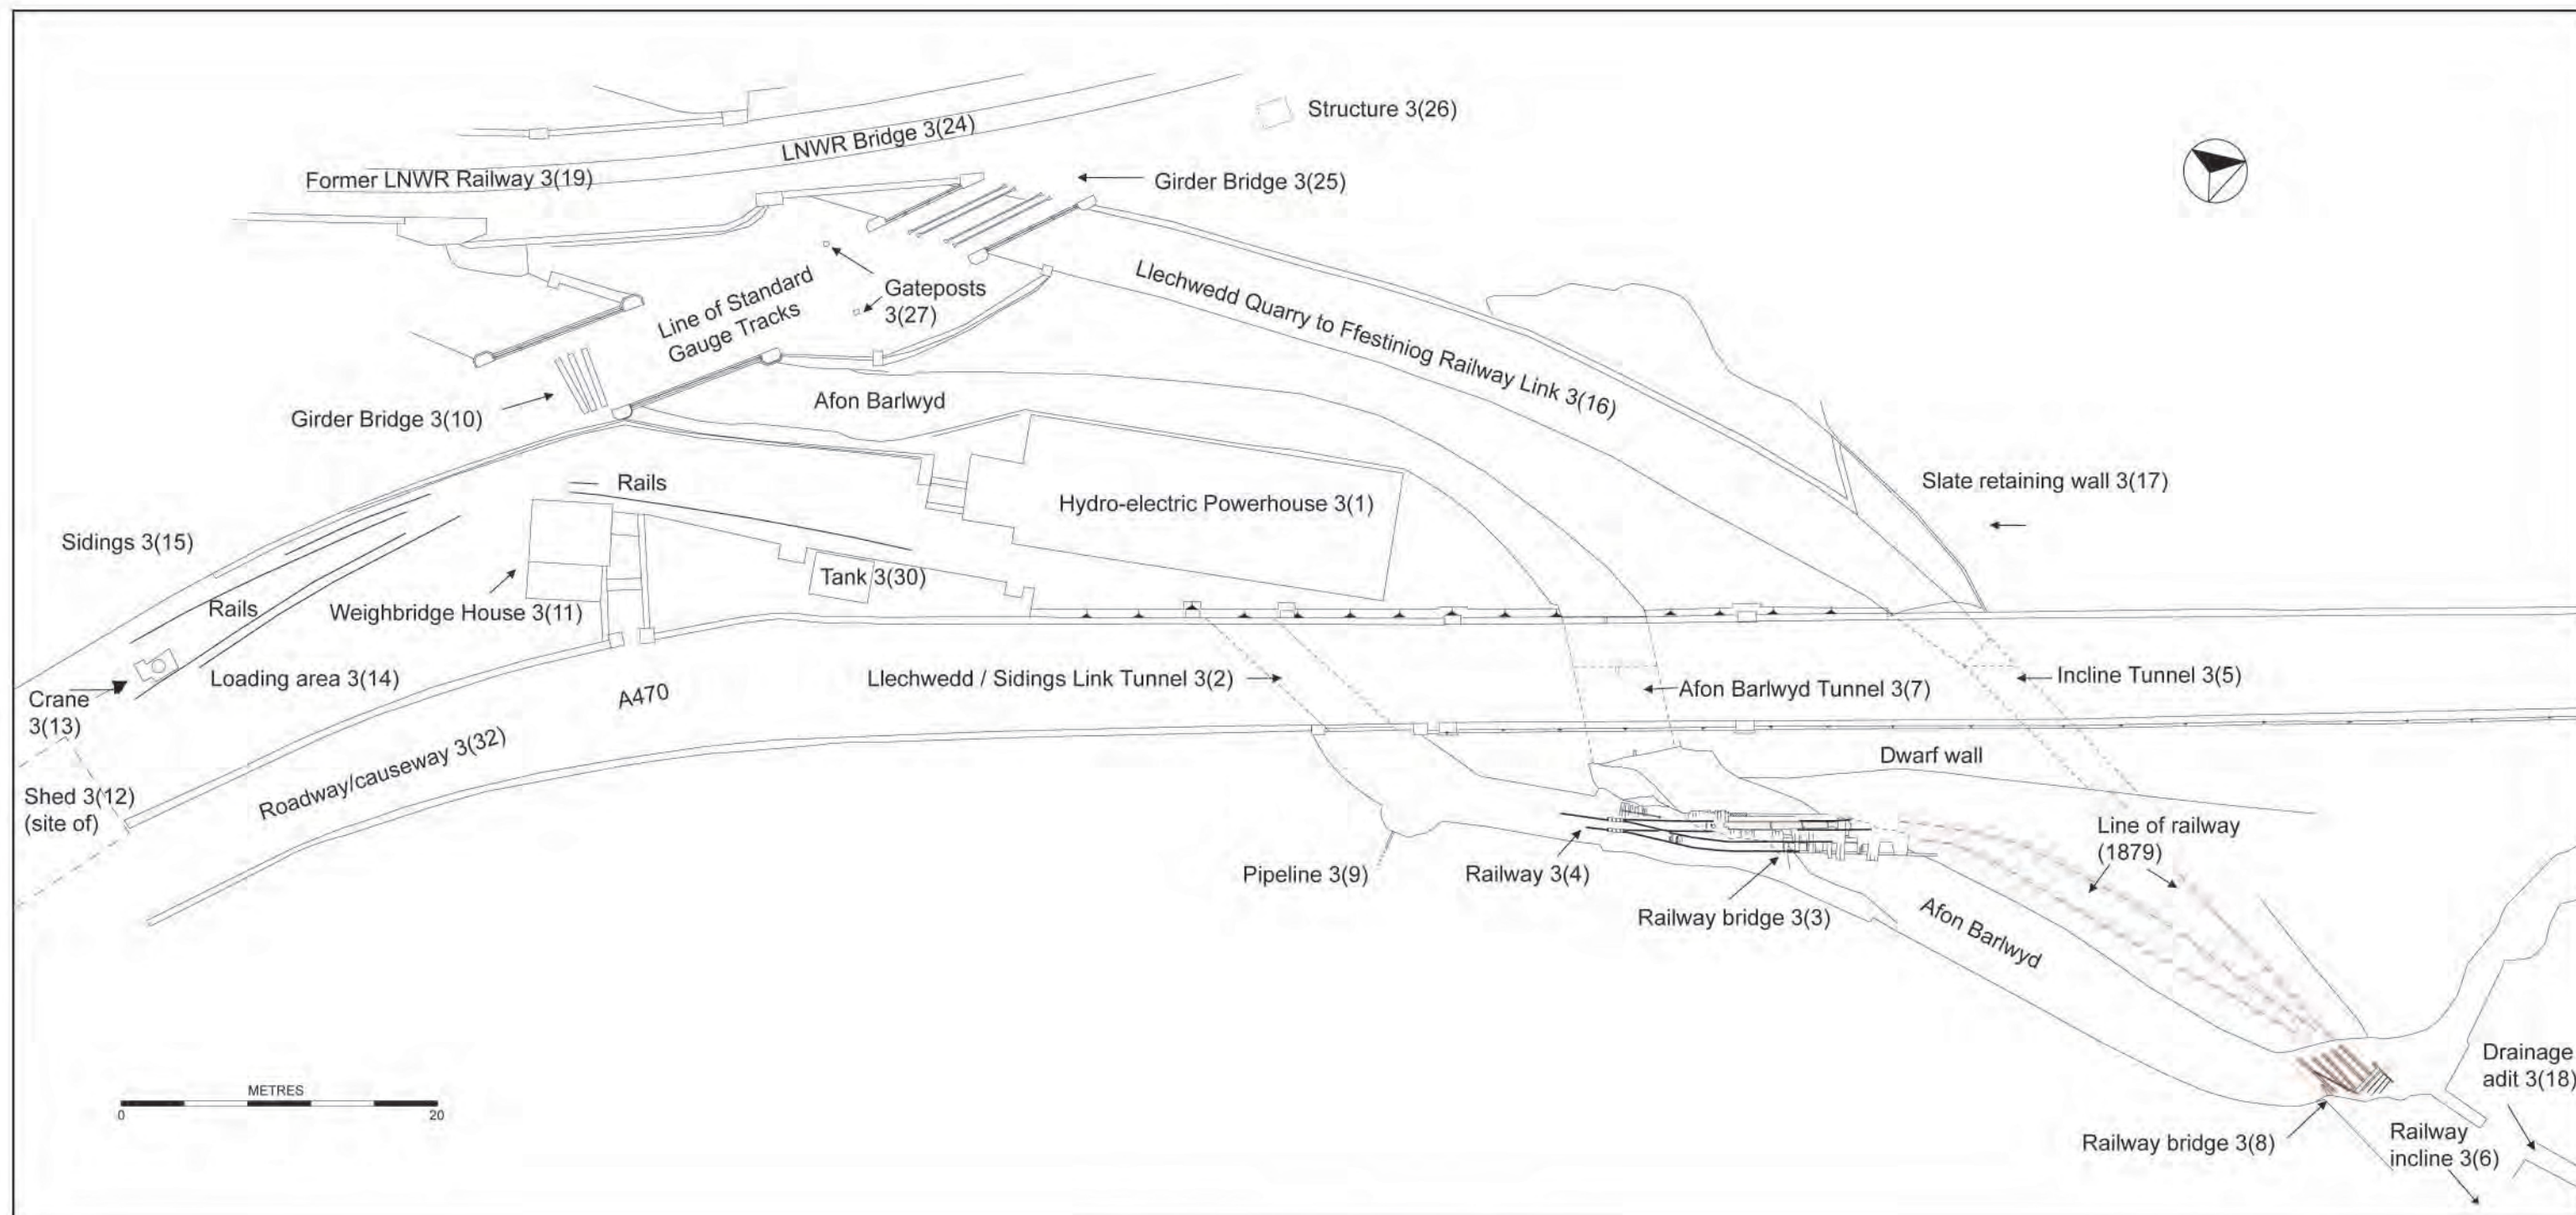 Structure 3(26)
LNWR Bridge 3(24)
Former LNWR Railway 3(19)
Girder Bridge 3(25)
Llechwedd Quarry to Ffestiniog Railway Link 3(16)
Gateposts
3(27)
Line of Standard
Gauge Tracks
Girder Bridge 3(10)
Afon Barlwyd
Rails
Hydro-electric Powerhouse 3(1)
Slate retaining wall 3(17)
Sidings 3(15)
Tank 3(30)
Rails
Weighbridge House 3(11)
Loading area 3(14)
Crane
3(13)
A470
Llechwedd / Sidings Link Tunnel 3(2)
Afon Barlwyd Tunnel 3(7)
Incline Tunnel 3(5)
Roadway/causeway 3(32)
Dwarf wall
Shed 3(12)
(site of)
Line of railway
(1879)
Pipeline 3(9)
Railway 3(4)
Railway bridge 3(3)
Afon Barlwyd
Drainage
adit 3(18)
METRES
0
20
Railway bridge 3(8)
Railway
incline 3(6)